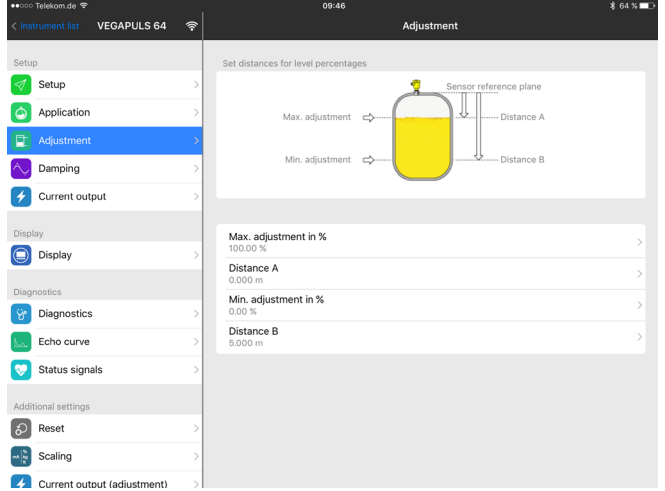 Telekom.de
09:46
64 %
Instrument list
VEGAPULS 64
Adjustment
Setup
Setup
Application
Adjustment
Damping
Current output
Display
Display
Diagnostics
Diagnostics
Echo curve
Status signals
Additional settings
Reset
Scaling
Current output (adjustment)
Set distances for level percentages
Sensor reference plane
Max. adjustment
Distance A
Min. adjustment
Distance B
Max. adjustment in %
100.00 %
Distance A
0.000 m
Min. adjustment in %
0.00 %
Distance B
5.000 m